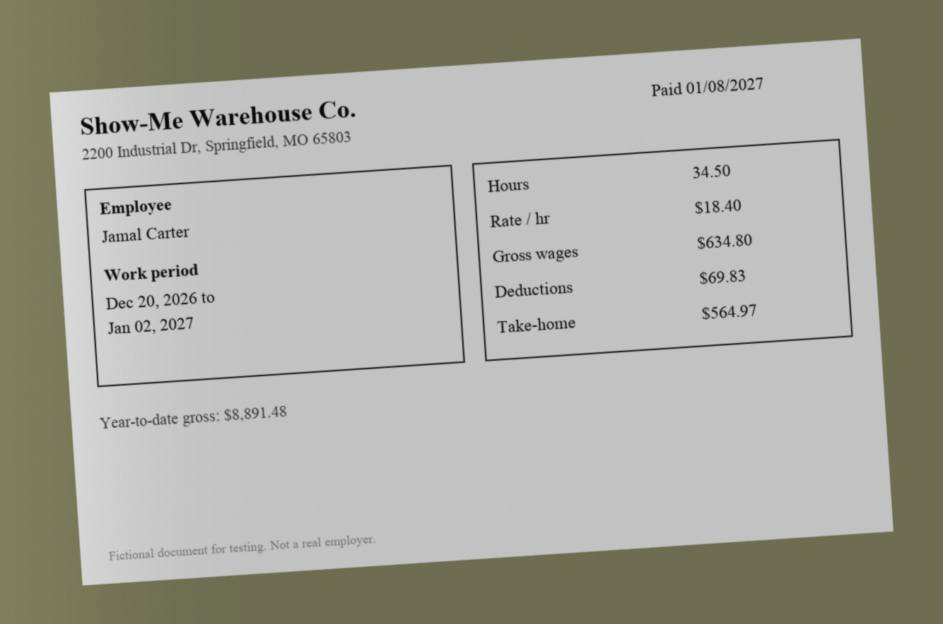 Show-Me Warehouse Co.
2200 Industrial Dr, Springfield, MO 65803
Paid 01/08/2027
Employee
Jamal Carter
Work period
Dec 20, 2026 to
Jan 02, 2027
Hours 34.50
Rate / hr $18.40
Gross wages $634.80
Deductions $69.83
Take-home $564.97
Year-to-date gross: $8,891.48
Fictional document for testing. Not a real employer.